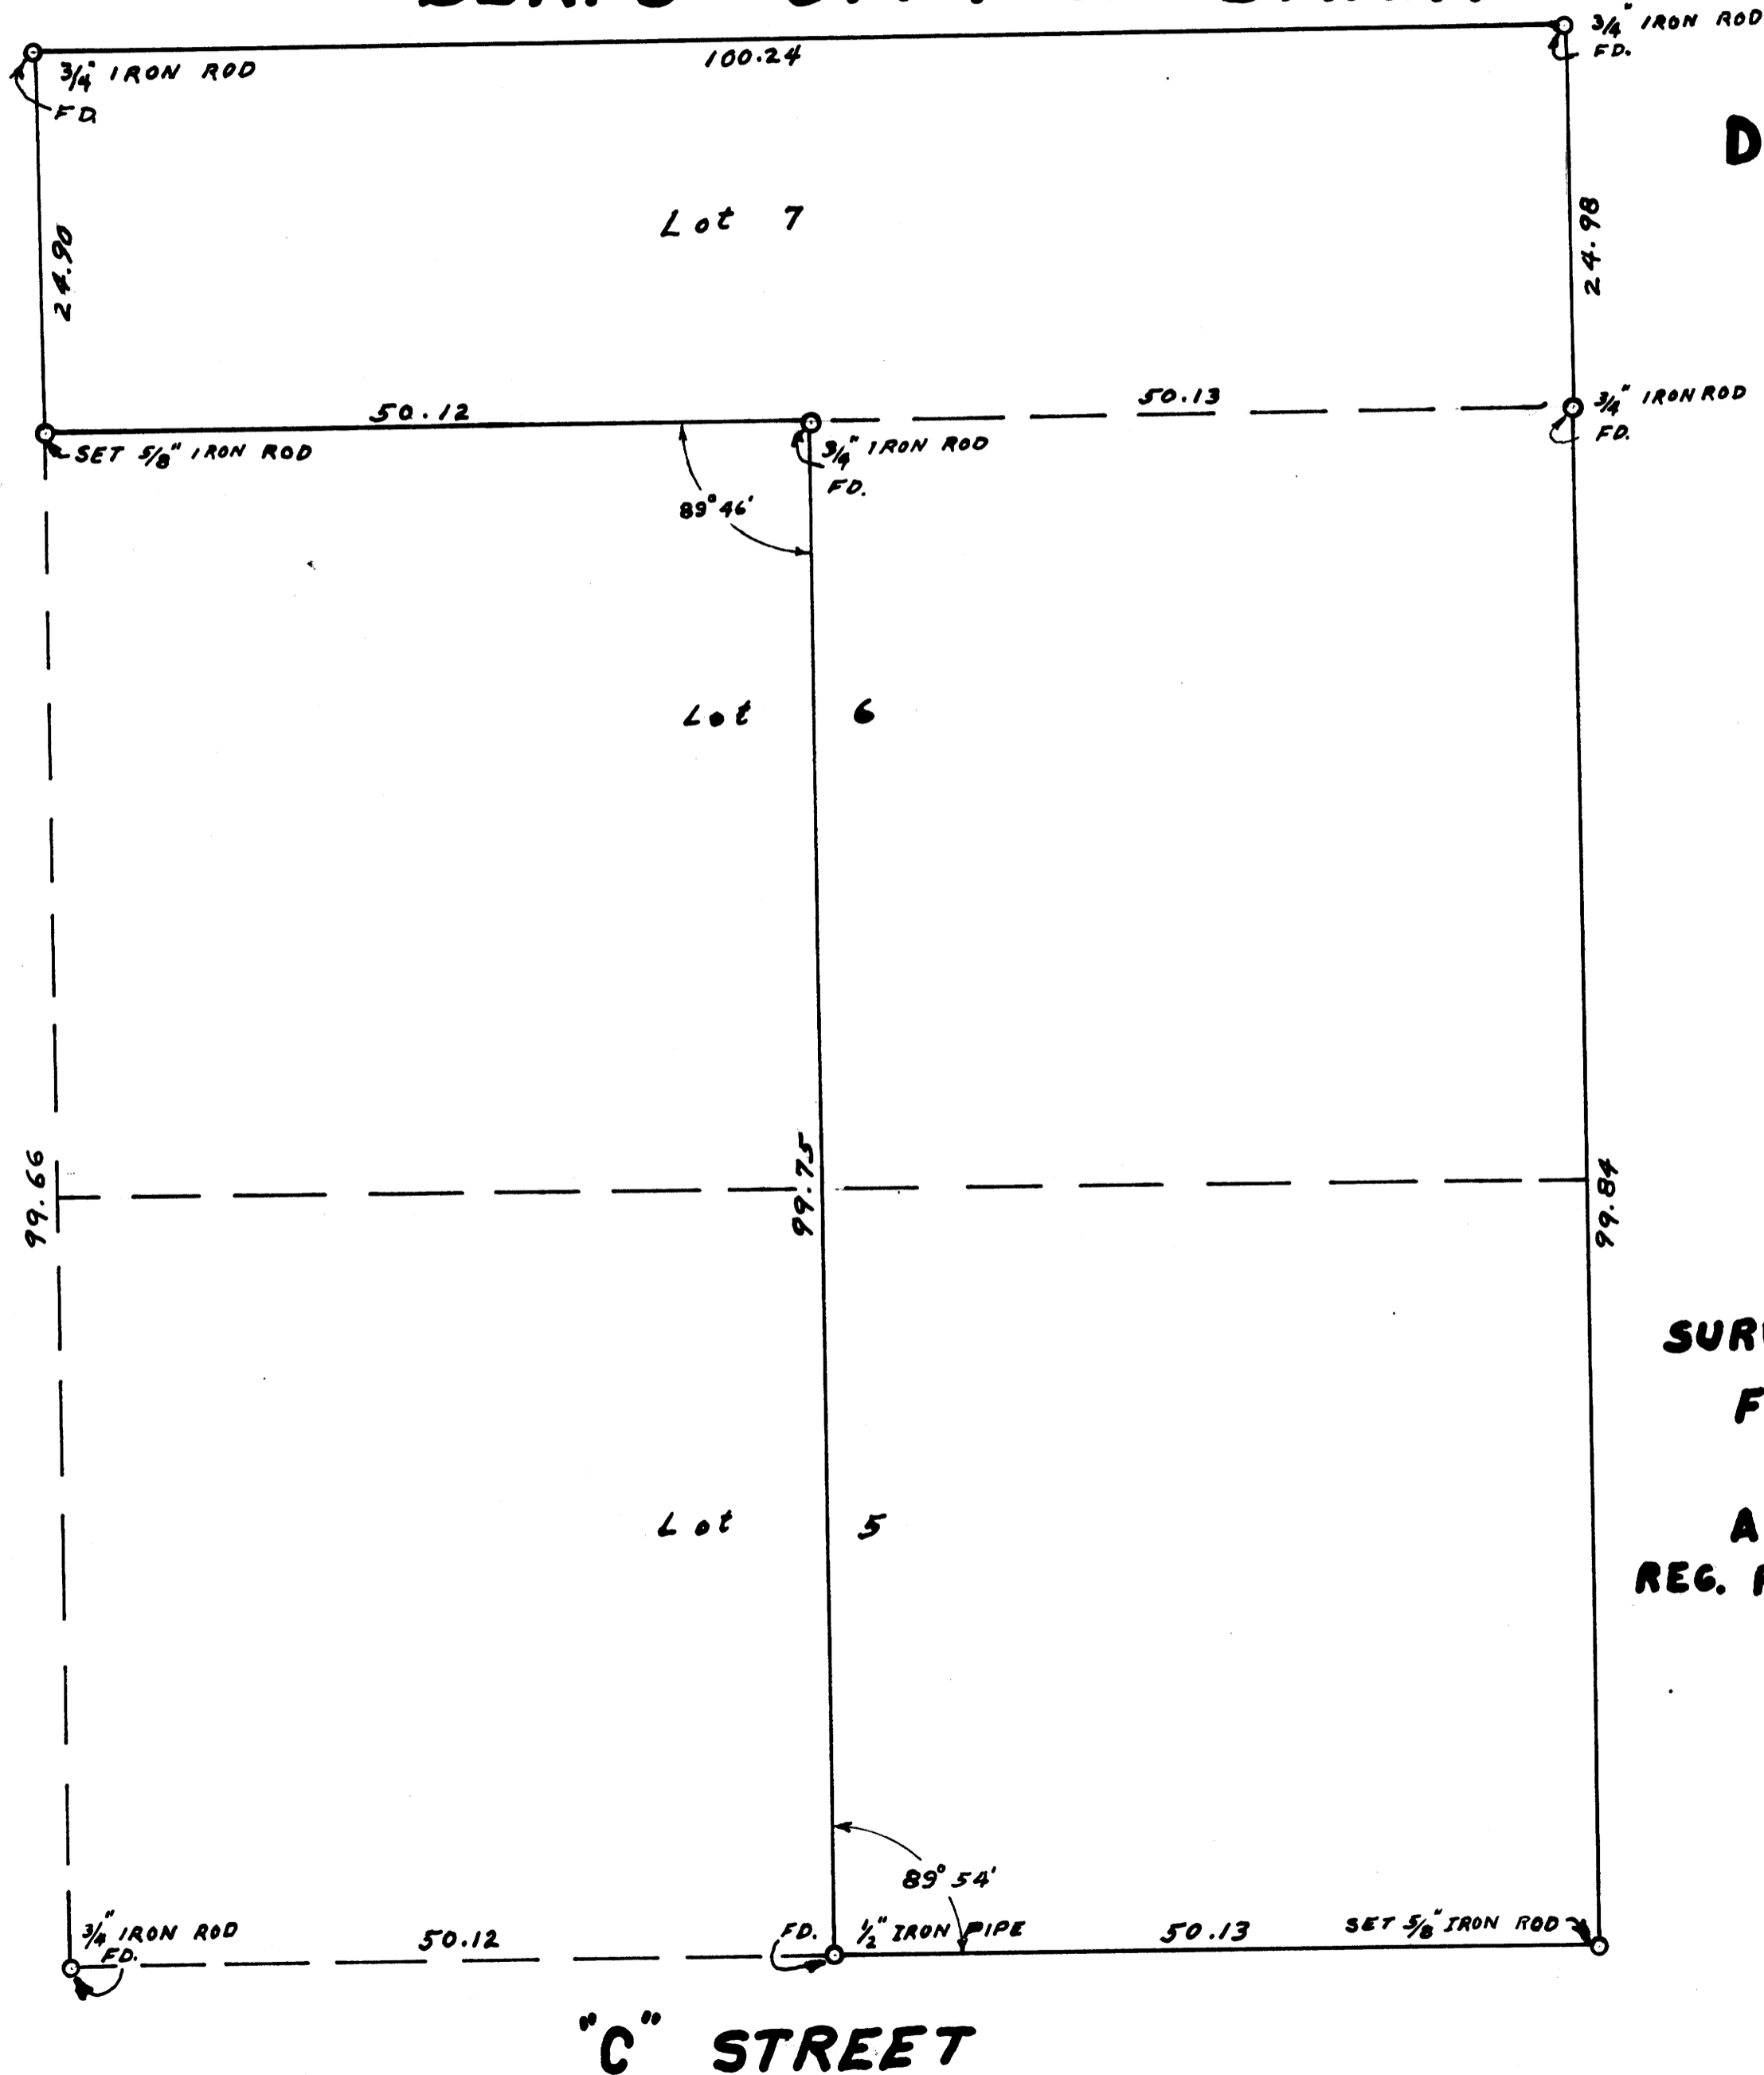 3/4" IRON ROD
FD.
100.24
3/4" IRON ROD
FD.
D
Lot 7
24.90
24.98
50.12
50.13
3/4" IRON ROD
FD.
SET 5/8" IRON ROD
3/4" IRON ROD
FD.
89°46'
Lot 6
99.66
99.75
99.84
SUR
F
Lot 5
A
REG.
89°54'
3/4" IRON ROD
FD.
50.12
FD. 1/2" IRON PIPE
50.13
SET 5/8" IRON ROD
"C" STREET